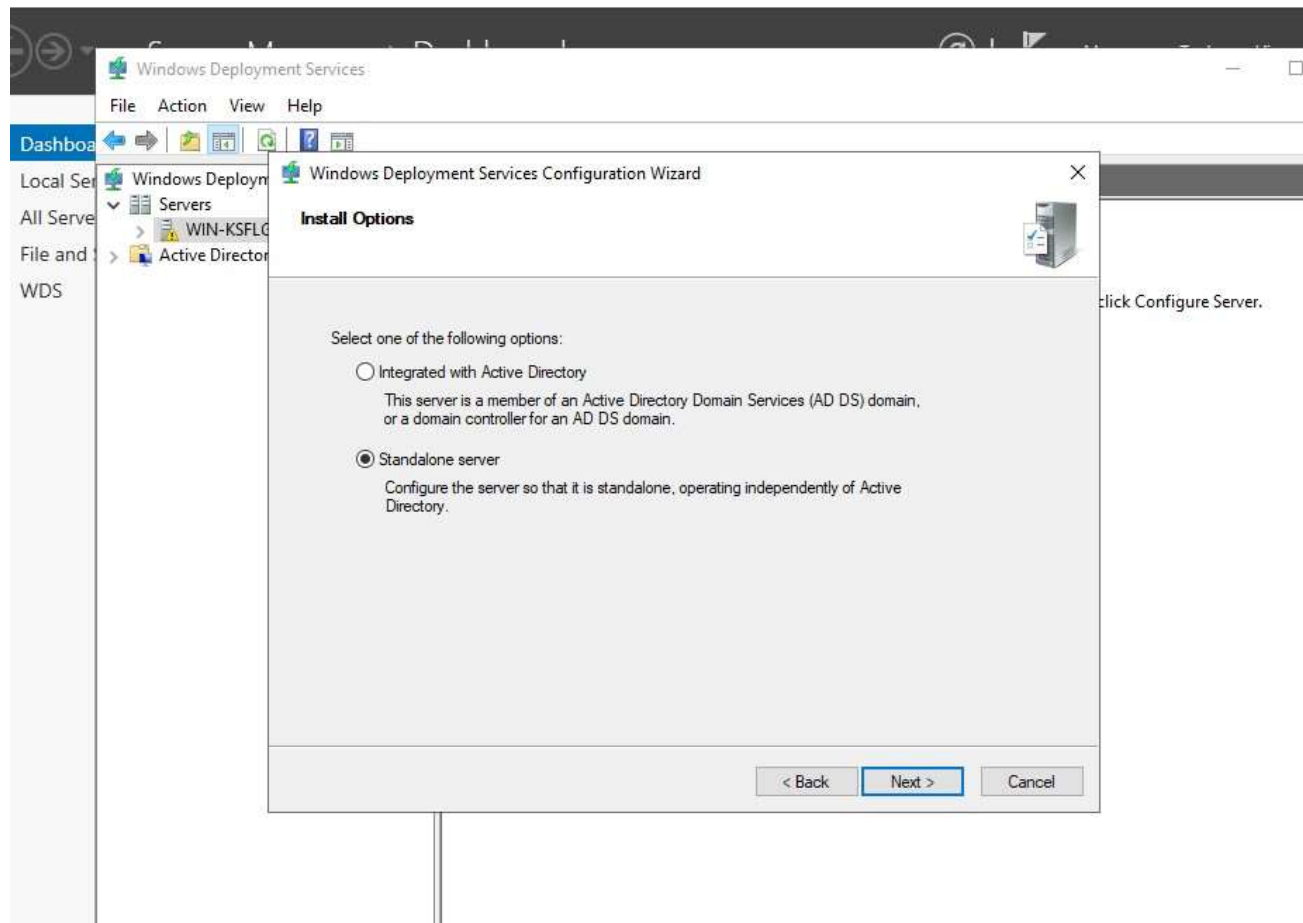 Windows Deployment Services
File Action View Help
Dashboa
Local Ser
All Serve
File and
WDS
Windows Deploym
Servers
WIN-KSFLG
Active Director
Windows Deployment Services Configuration Wizard
Install Options
Select one of the following options:
Integrated with Active Directory
This server is a member of an Active Directory Domain Services (AD DS) domain,
or a domain controller for an AD DS domain.
Standalone server
Configure the server so that it is standalone, operating independently of Active
Directory.
click Configure Server.
< Back Next > Cancel